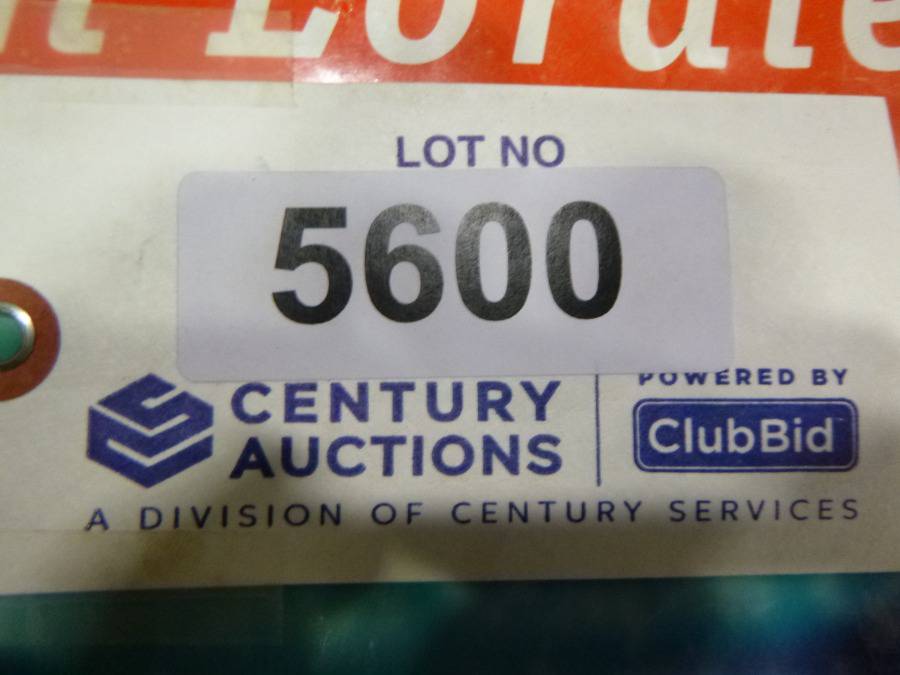 LOT NO
5600
CENTURY
AUCTIONS
POWERED BY
ClubBid
A DIVISION OF CENTURY SERVICES